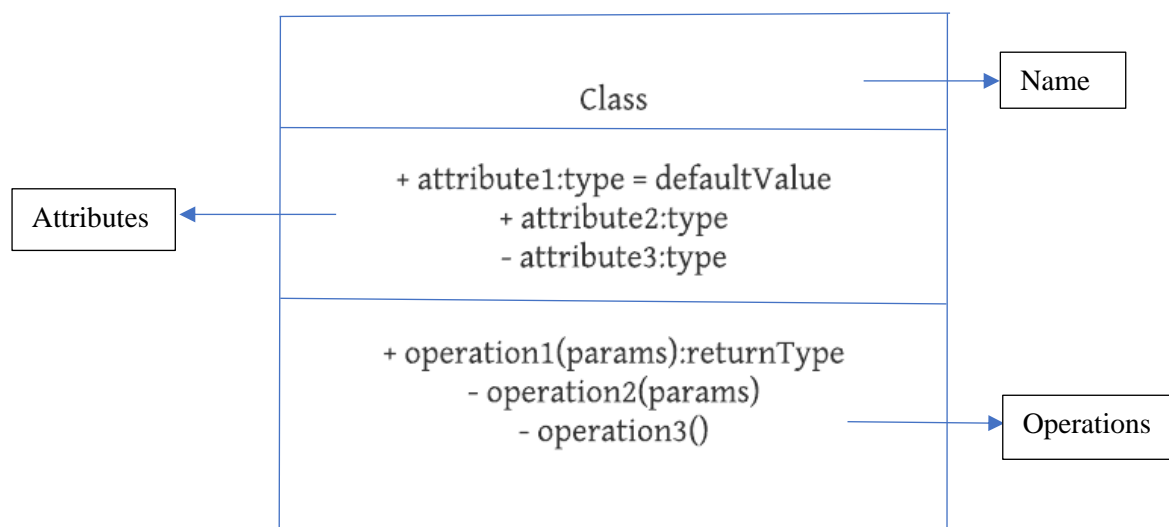 Name
Class
+ attribute1:type = defaultValue
Attributes
+ attribute2:type
- attribute3:type
+ operation1(params):returnType
- operation2(params)
- operation3()
Operations